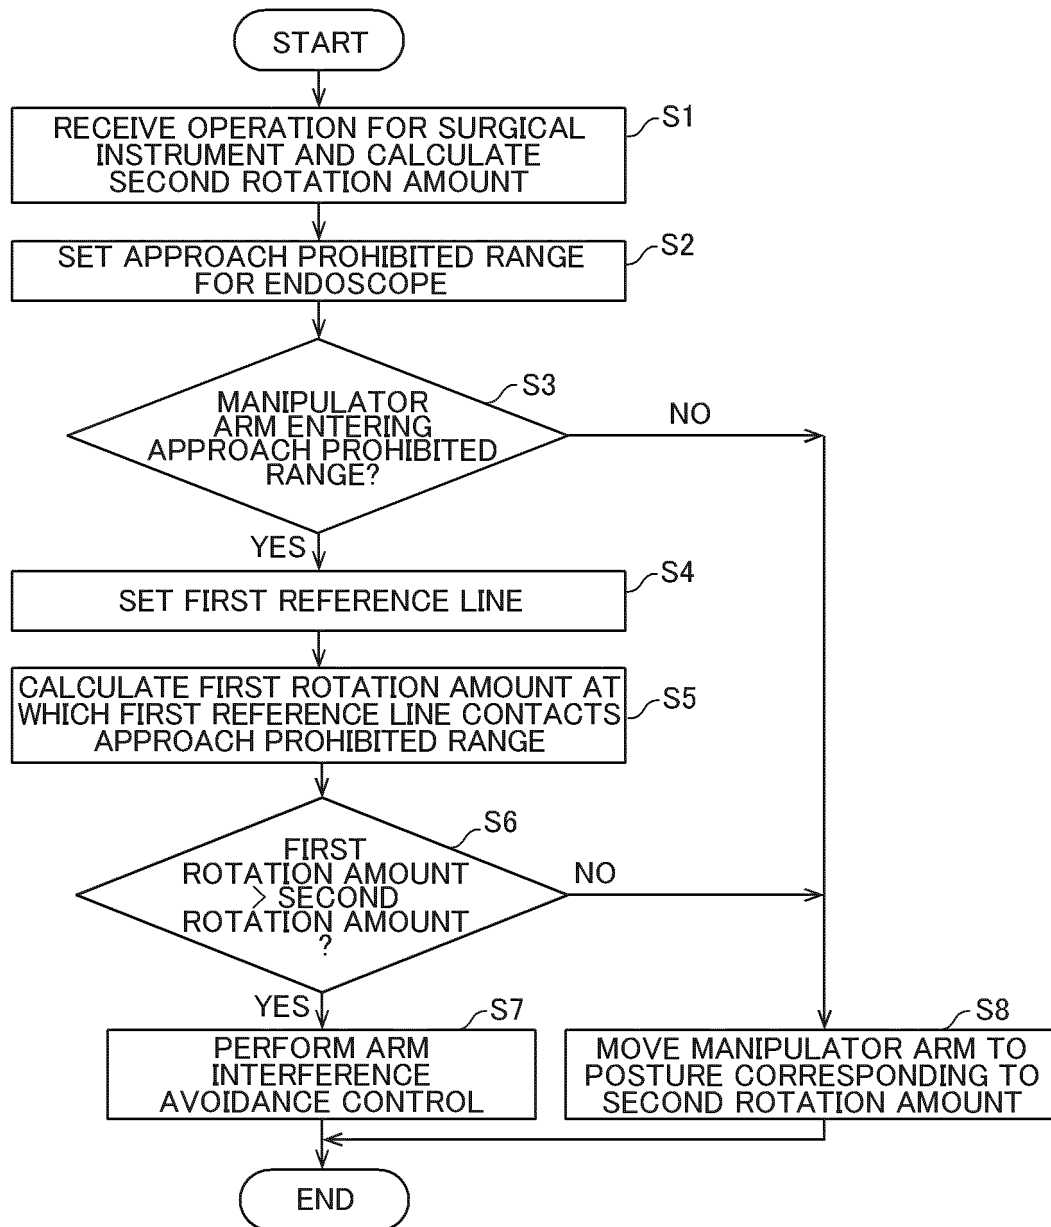 START
RECEIVE OPERATION FOR SURGICAL
INSTRUMENT AND CALCULATE
SECOND ROTATION AMOUNT
S1
SET APPROACH PROHIBITED RANGE
FOR ENDOSCOPE
S2
MANIPULATOR
ARM ENTERING
APPROACH PROHIBITED
RANGE?
S3
NO
YES
SET FIRST REFERENCE LINE
S4
CALCULATE FIRST ROTATION AMOUNT AT
WHICH FIRST REFERENCE LINE CONTACTS
APPROACH PROHIBITED RANGE
S5
FIRST
ROTATION AMOUNT
> SECOND
ROTATION AMOUNT
?
S6
NO
YES
PERFORM ARM
INTERFERENCE
AVOIDANCE CONTROL
S7
MOVE MANIPULATOR ARM TO
POSTURE CORRESPONDING TO
SECOND ROTATION AMOUNT
S8
END